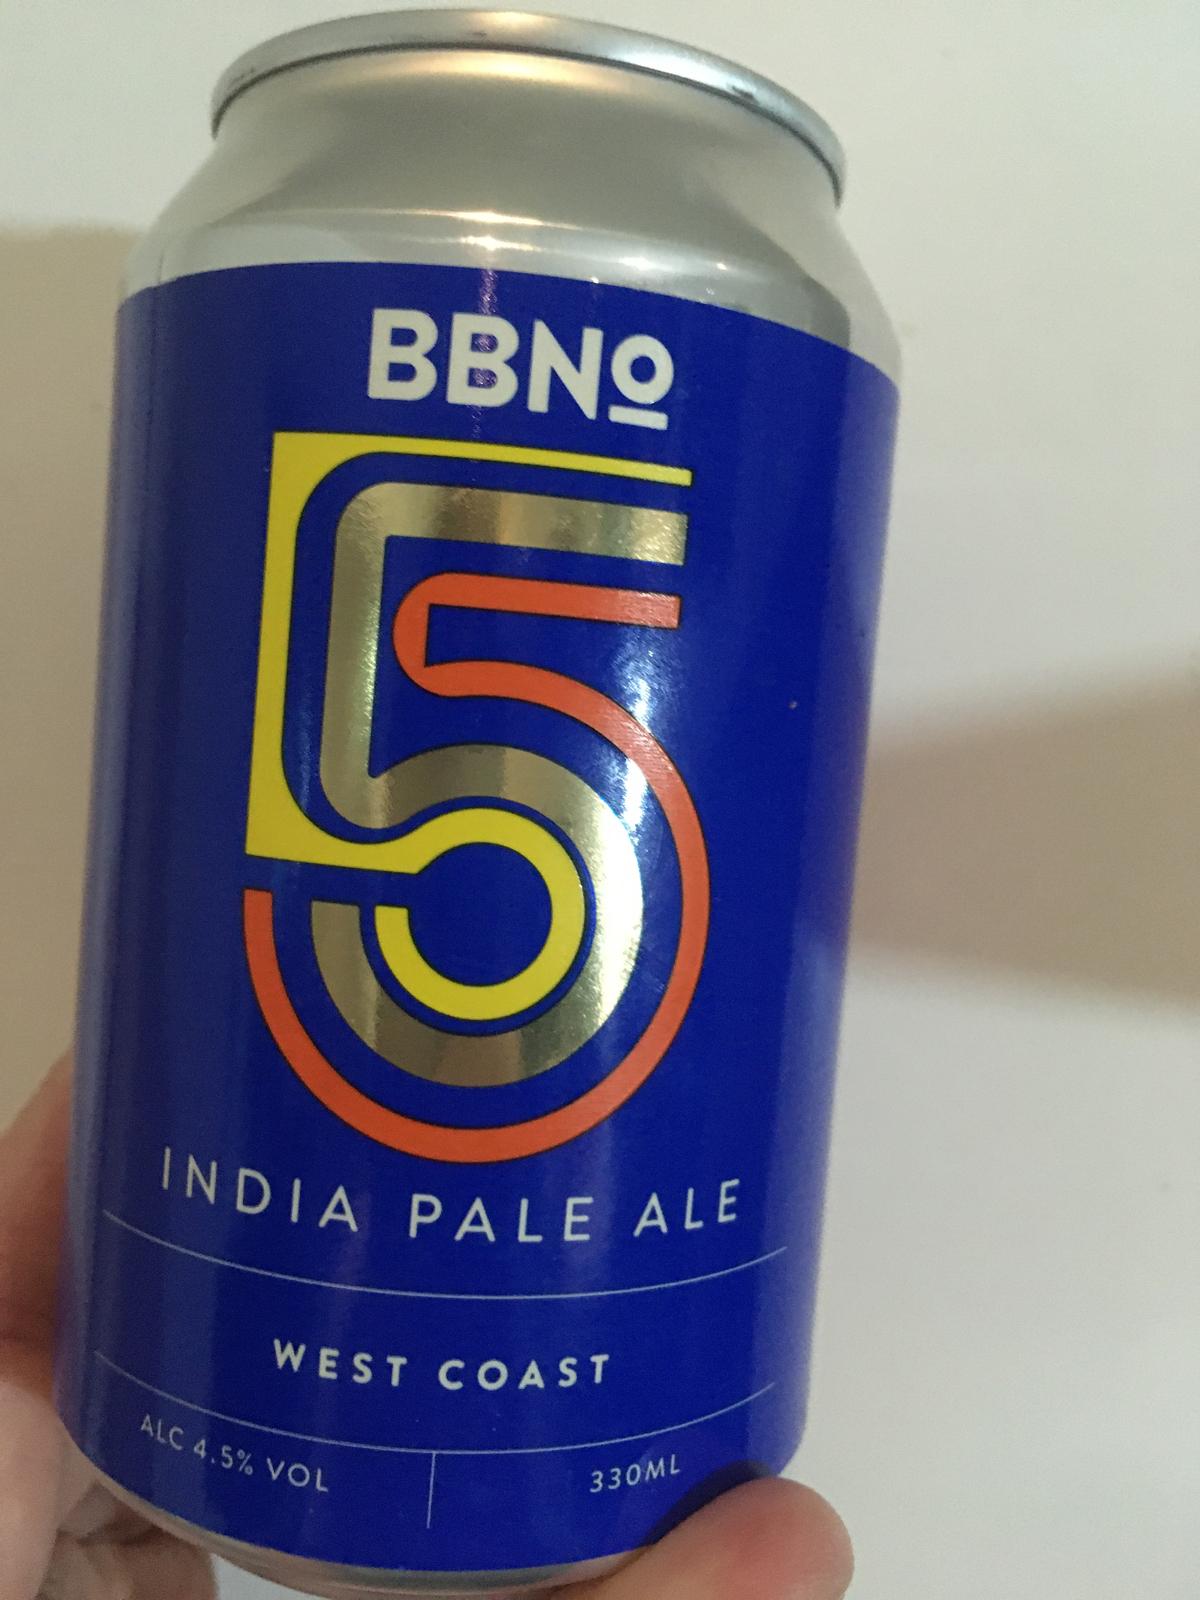 BBNo
5
INDIA PALE ALE
WEST COAST
ALC 4.5% VOL
330ML